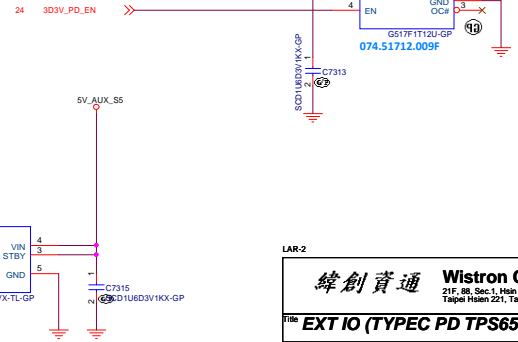 24 3D3V_PD_EN
4 EN
GND
OC# 3
G517F1T12U-GP
074.51712.009F
SCD1U6D3V1KX-GP
1
C7313
2
5V_AUX_S5
VIN 4
STBY 3
GND 5
X-TL-GP
1
C7315
2
SCD1U6D3V1KX-GP
LAR-2
緯創資通 Wistron
21F, 88, Sec.1, Hsin
Taipei Hsien 221, Ta
Title
EXT IO (TYPEC PD TPS65